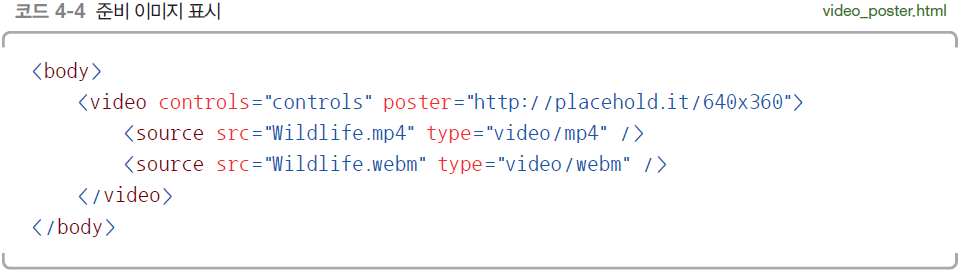 코드 4-4 준비 이미지 표시 video_poster.html
<body>
<video controls="controls" poster="http://placehold.it/640x360">
<source src="Wildlife.mp4" type="video/mp4" />
<source src="Wildlife.webm" type="video/webm" />
</video>
</body>